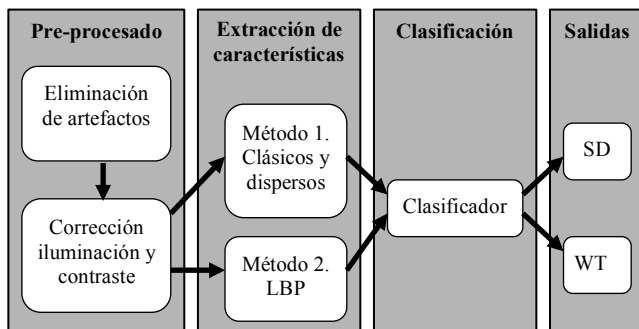 Pre-procesado
Eliminación
de artefactos
Corrección
iluminación y
contraste
Extracción de
características
Método 1.
Clásicos y
dispersos
Método 2.
LBP
Clasificación
Clasificador
Salidas
SD
WT